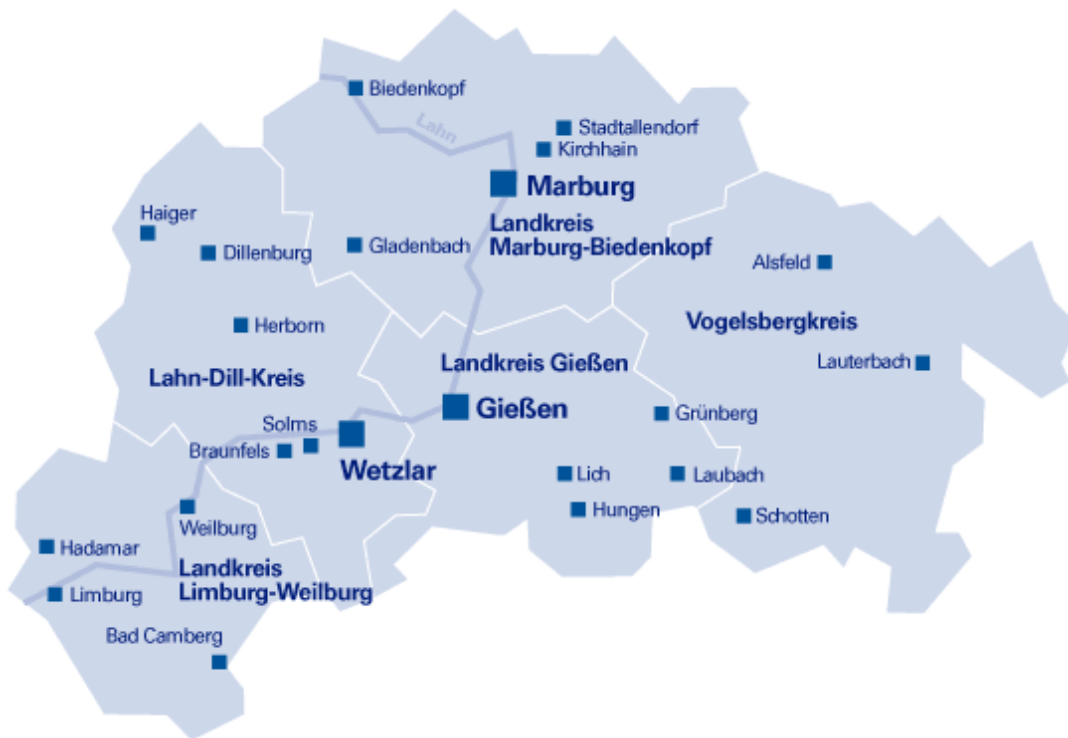 Biedenkopf
Lahn
Stadtallendorf
Kirchhain
Marburg
Haiger
Landkreis
Marburg-Biedenkopf
Dillenburg
Gladenbach
Alsfeld
Herborn
Vogelsbergkreis
Landkreis Gießen
Lauterbach
Lahn-Dill-Kreis
Gießen
Grünberg
Solms
Braunfels
Wetzlar
Lich
Laubach
Hungen
Schotten
Weilburg
Hadamar
Landkreis
Limburg-Weilburg
Limburg
Bad Camberg